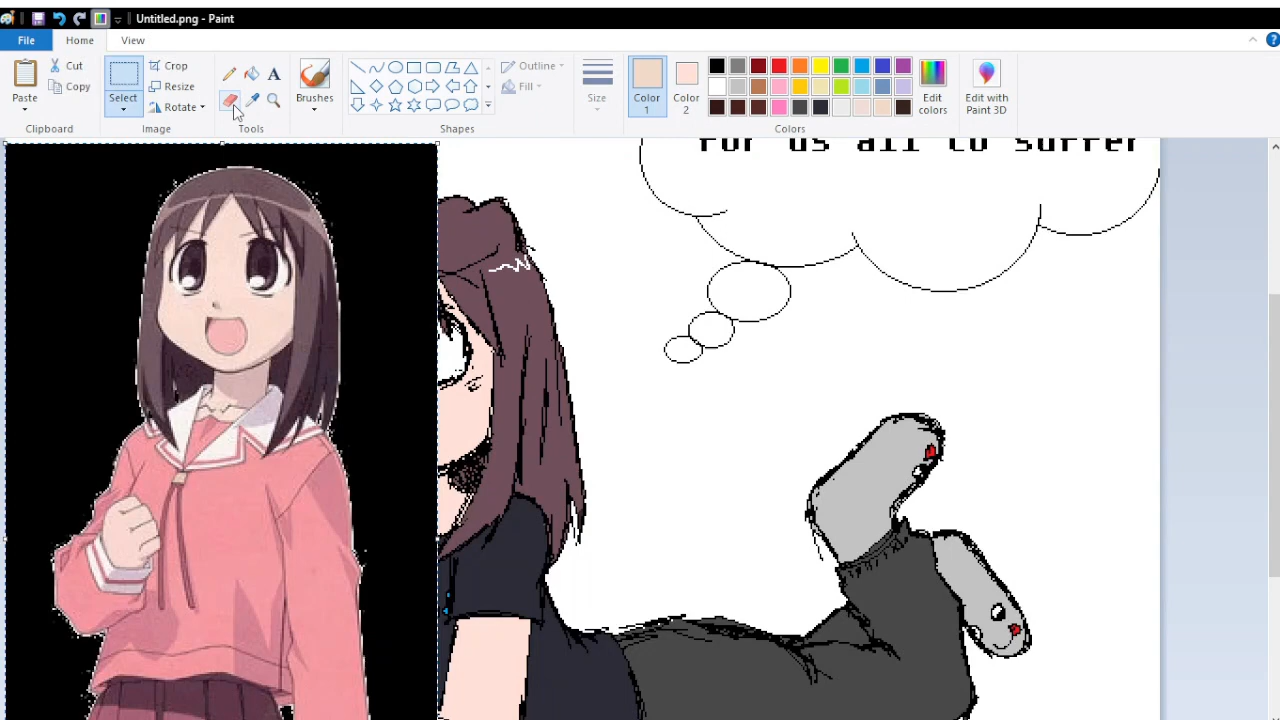 Untitled.png - Paint
File
Home
View
Paste
Cut
Copy
Clipboard
Select
Crop
Resize
Rotate
Image
Tools
Brushes
Outline
Fill
Shapes
Size
Color
1
Color
2
Edit
colors
Edit with
Paint 3D
Colors
for us all to suffer